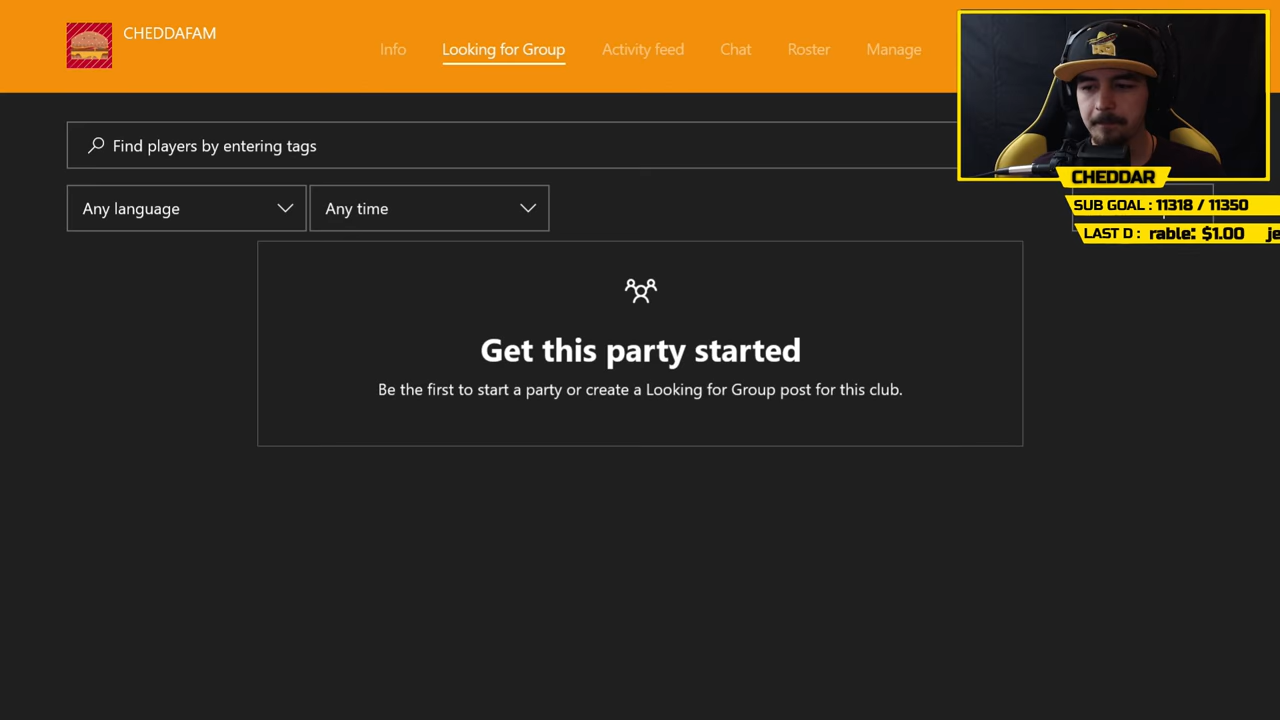 CHEDDAFAM
Info
Looking for Group
Activity feed
Chat
Roster
Manage
Find players by entering tags
Any language
Any time
CHEDDAR
SUB GOAL : 11318 / 11350
LAST D : rable: $1.00 je
Get this party started
Be the first to start a party or create a Looking for Group post for this club.